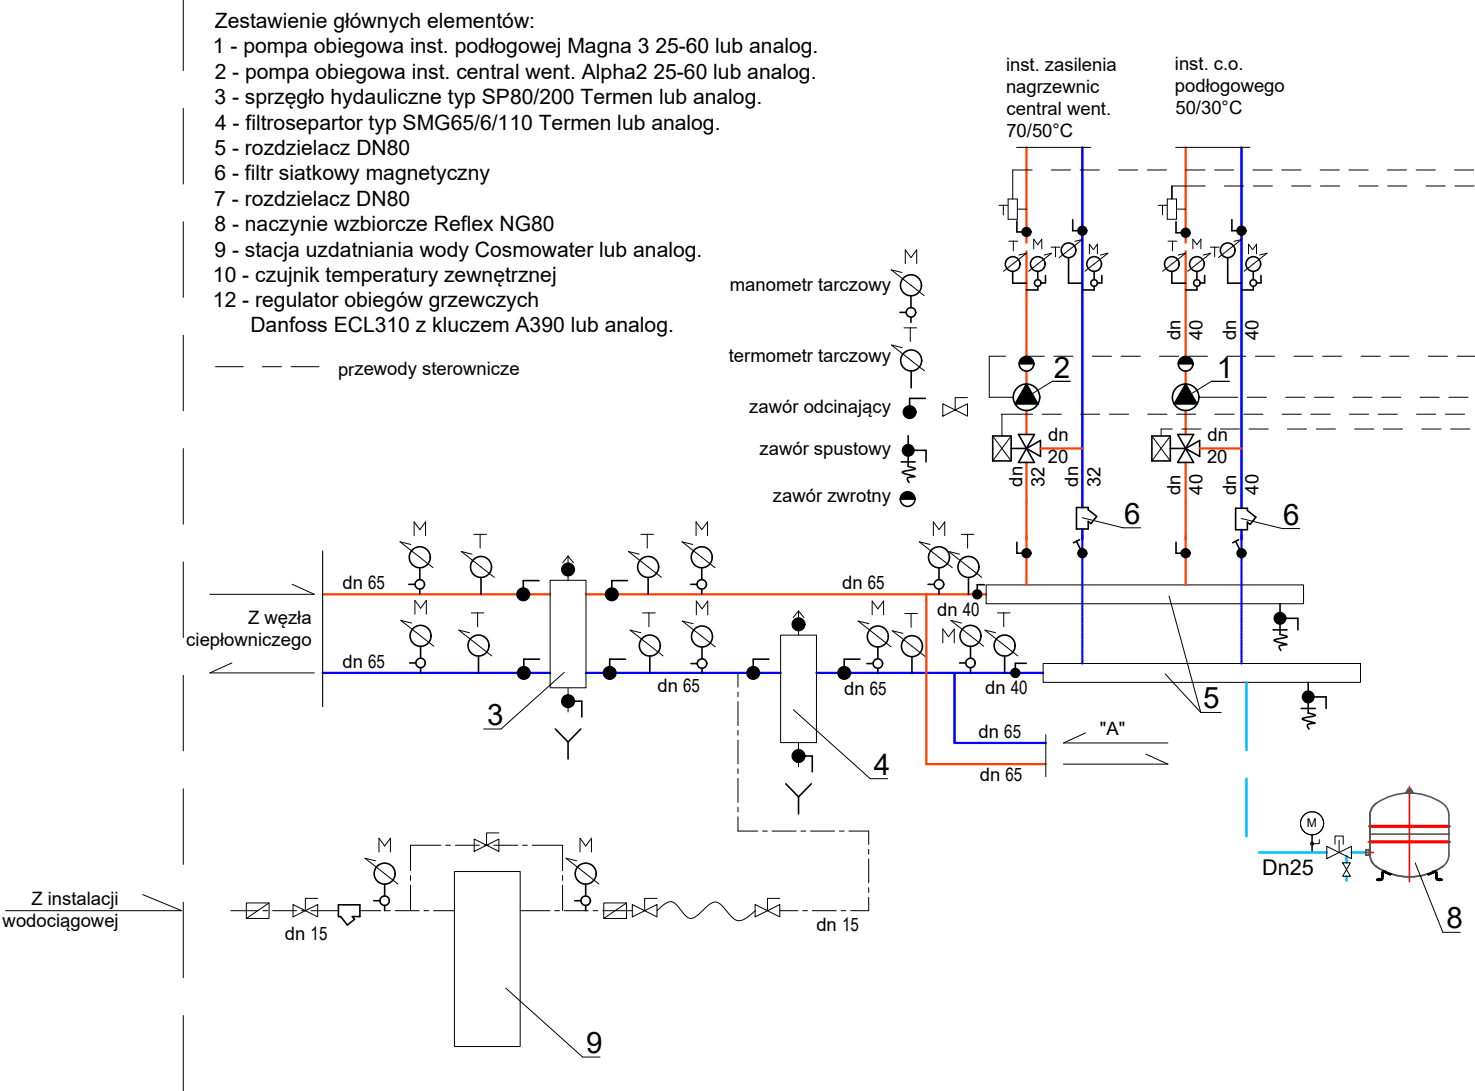 Zestawienie głównych elementów:
1 - pompa obiegowa inst. podłogowej Magna 3 25-60 lub analog.
2 - pompa obiegowa inst. central went. Alpha2 25-60 lub analog.
3 - sprzęgło hydauliczne typ SP80/200 Termen lub analog.
4 - filtrosepartor typ SMG65/6/110 Termen lub analog.
5 - rozdzielacz DN80
6 - filtr siatkowy magnetyczny
7 - rozdzielacz DN80
8 - naczynie wzbiorcze Reflex NG80
9 - stacja uzdatniania wody Cosmowater lub analog.
10 - czujnik temperatury zewnętrznej
12 - regulator obiegów grzewczych
Danfoss ECL310 z kluczem A390 lub analog.
przewody sterownicze
M
manometr tarczowy
T
termometr tarczowy
zawór odcinający
zawór spustowy
zawór zwrotny
inst. zasilenia
nagrzewnic
central went.
70/50°C
inst. c.o.
podłogowego
50/30°C
T
T
T M
T M
T M
T M
dn 40
dn 40
2
1
dn 20
dn 20
dn 32
dn 32
dn 40
dn 40
6
6
M
T
T
M
M
T
dn 65
dn 65
dn 40
Z węzła
ciepłowniczego
M
T
T
M
M
T
M
T
dn 65
dn 65
dn 65
dn 40
3
4
5
dn 65
"A"
dn 65
M
Dn25
8
M
M
Z instalacji
wodociągowej
dn 15
dn 15
9